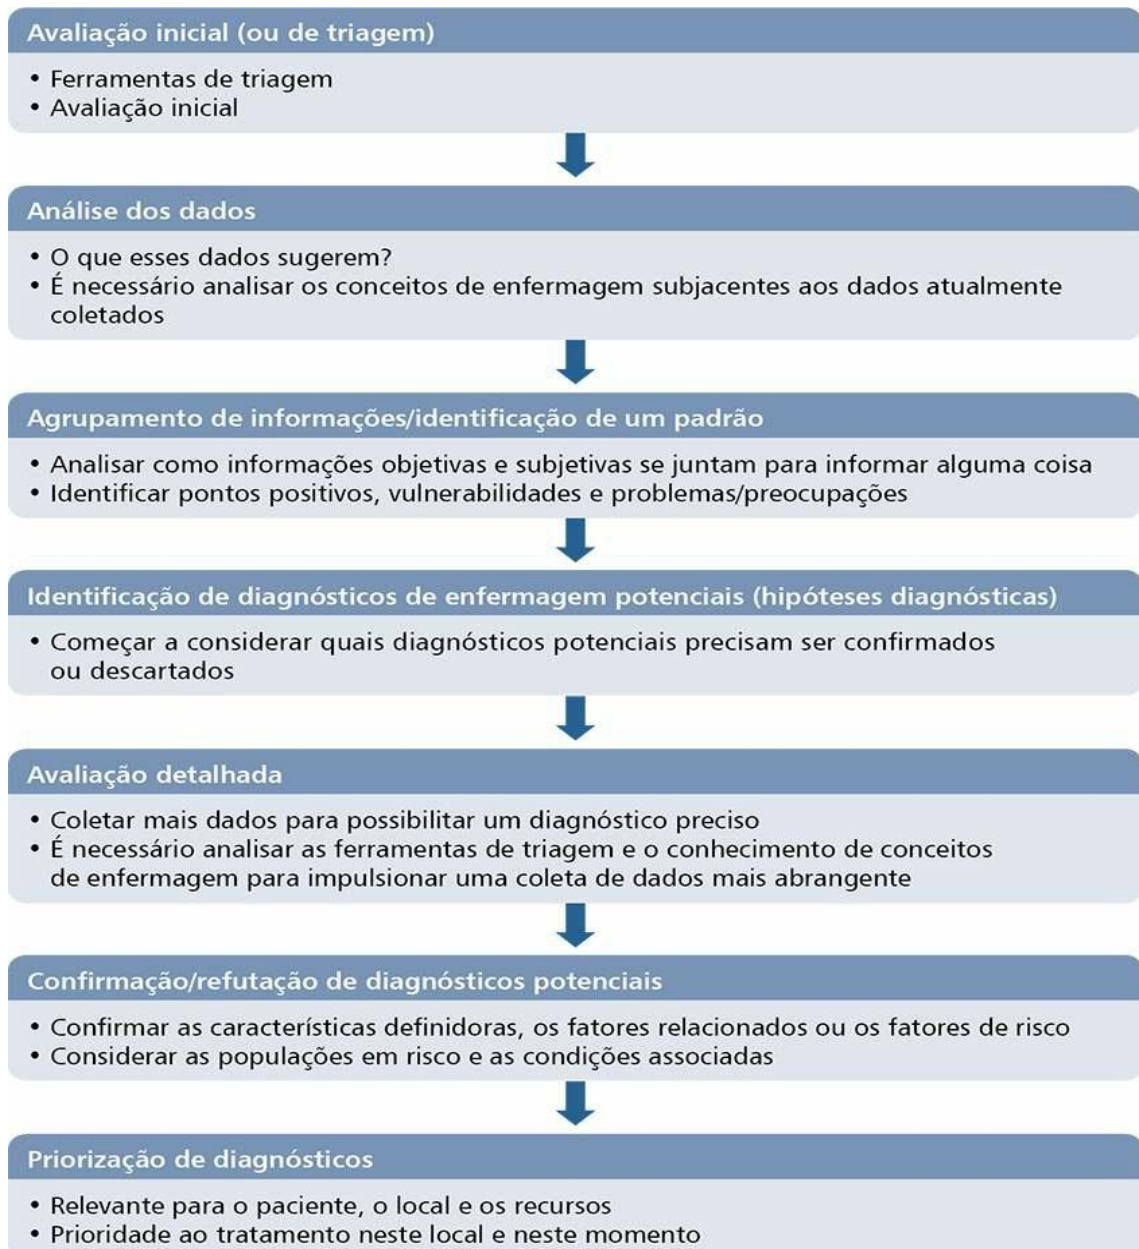 Avaliação inicial (ou de triagem)
• Ferramentas de triagem
• Avaliação inicial
Análise dos dados
• O que esses dados sugerem?
• É necessário analisar os conceitos de enfermagem subjacentes aos dados atualmente
coletados
Agrupamento de informações/identificação de um padrão
• Analisar como informações objetivas e subjetivas se juntam para informar alguma coisa
• Identificar pontos positivos, vulnerabilidades e problemas/preocupações
Identificação de diagnósticos de enfermagem potenciais (hipóteses diagnósticas)
• Começar a considerar quais diagnósticos potenciais precisam ser confirmados
ou descartados
Avaliação detalhada
• Coletar mais dados para possibilitar um diagnóstico preciso
• É necessário analisar as ferramentas de triagem e o conhecimento de conceitos
de enfermagem para impulsionar uma coleta de dados mais abrangente
Confirmação/refutação de diagnósticos potenciais
• Confirmar as características definidoras, os fatores relacionados ou os fatores de risco
• Considerar as populações em risco e as condições associadas
Priorização de diagnósticos
• Relevante para o paciente, o local e os recursos
• Prioridade ao tratamento neste local e neste momento